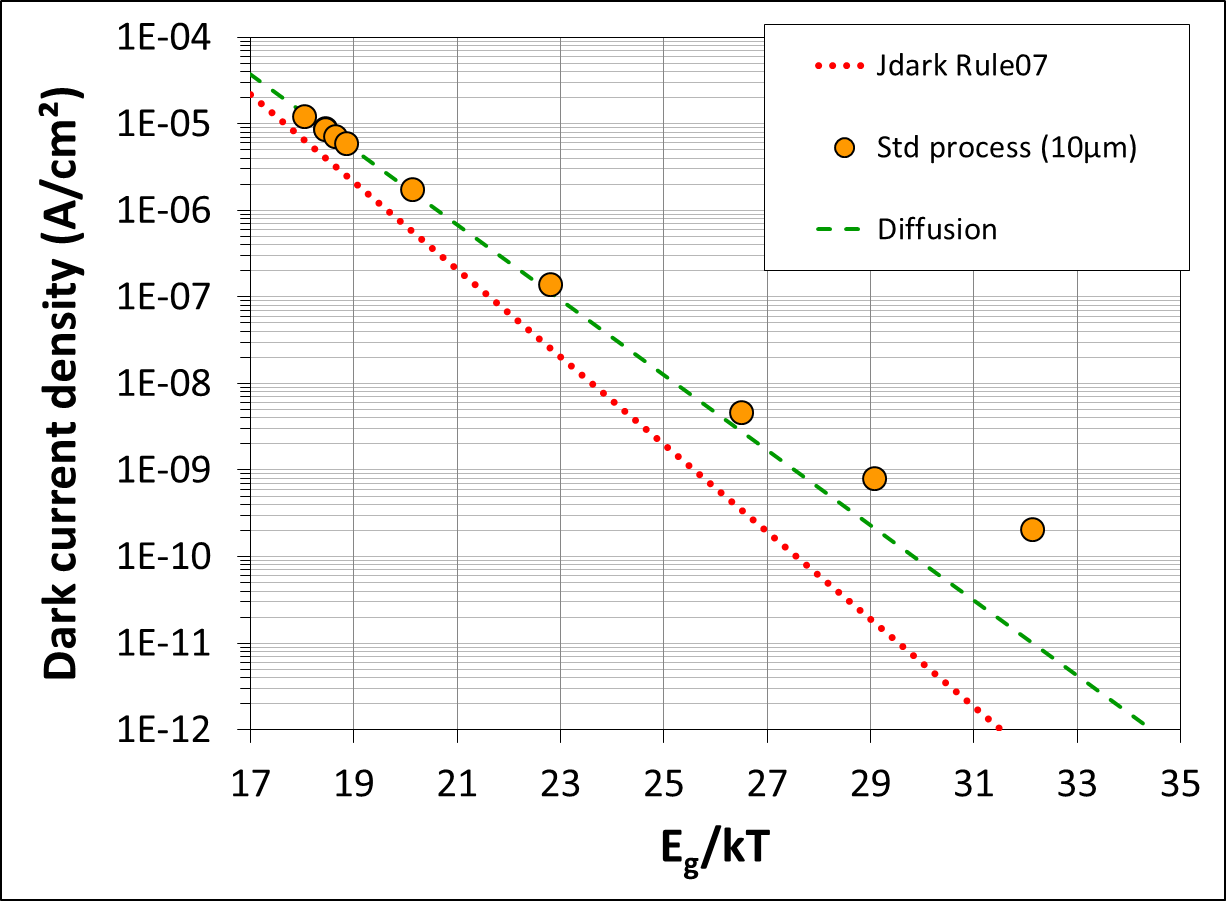 1E-04
1E-05
1E-06
1E-07
1E-08
1E-09
1E-10
1E-11
1E-12
Dark current density (A/cm²)
Jdark Rule07
Std process (10µm)
Diffusion
17 19 21 23 25 27 29 31 33 35
Eg/kT